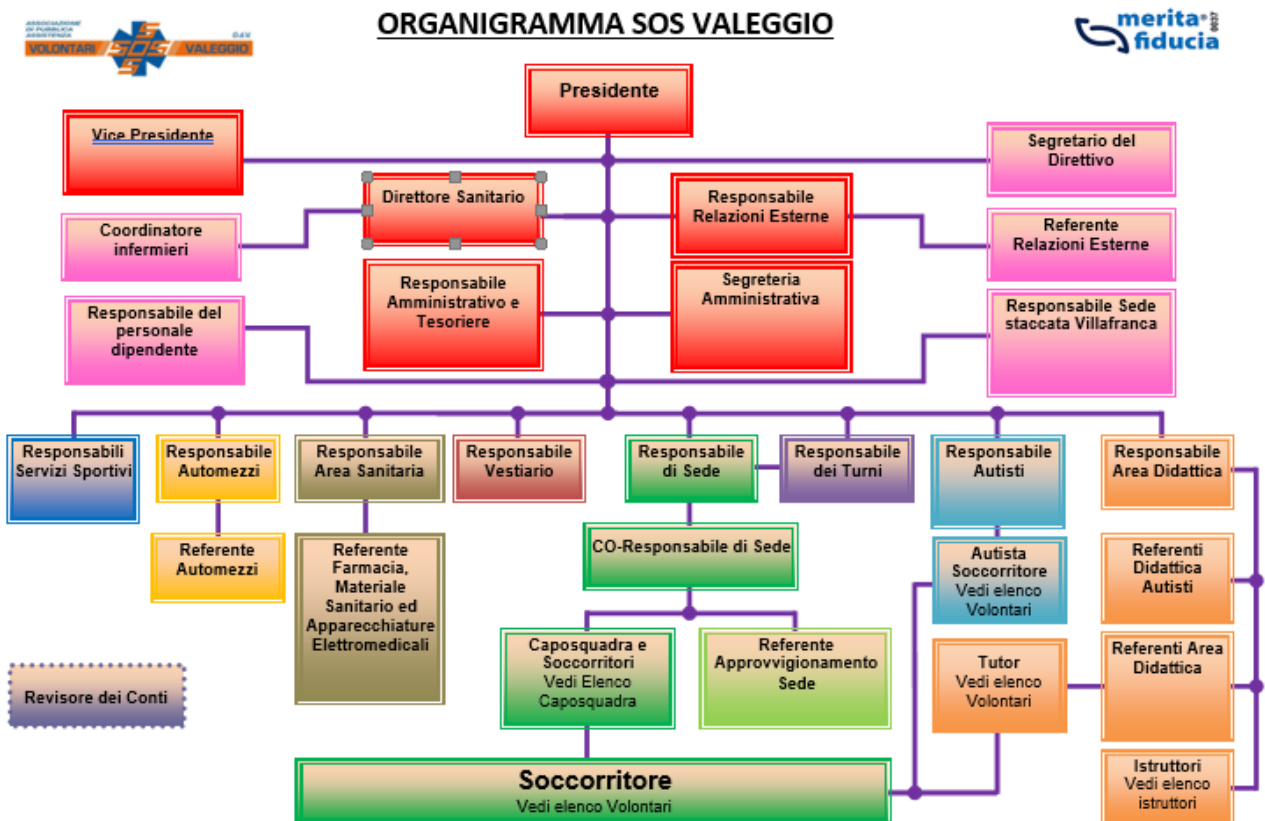 ASSOCIAZIONE
DI PUBBLICA
ASSISTENZA
O.d.V.
VOLONTARI SOS VALEGGIO
S
S
ORGANIGRAMMA SOS VALEGGIO
merita
fiducia
0037
Presidente
Vice Presidente
Segretario del
Direttivo
Direttore Sanitario
Responsabile
Relazioni Esterne
Coordinatore
infermieri
Referente
Relazioni Esterne
Responsabile
Amministrativo e
Tesoriere
Segreteria
Amministrativa
Responsabile del
personale
dipendente
Responsabile Sede
staccata Villafranca
Responsabili
Servizi Sportivi
Responsabile
Automezzi
Responsabile
Area Sanitaria
Responsabile
Vestiario
Responsabile
di Sede
Responsabile
dei Turni
Responsabile
Autisti
Responsabile
Area Didattica
Referente
Automezzi
Referente
Farmacia,
Materiale
Sanitario ed
Apparecchiature
Elettromedicali
CO-Responsabile di Sede
Autista
Soccorritore
Vedi elenco
Volontari
Referenti
Didattica
Autisti
Caposquadra e
Soccorritori
Vedi Elenco
Caposquadra
Referente
Approvvigionamento
Sede
Tutor
Vedi elenco
Volontari
Referenti Area
Didattica
Revisore dei Conti
Soccorritore
Vedi elenco Volontari
Istruttori
Vedi elenco
istruttori